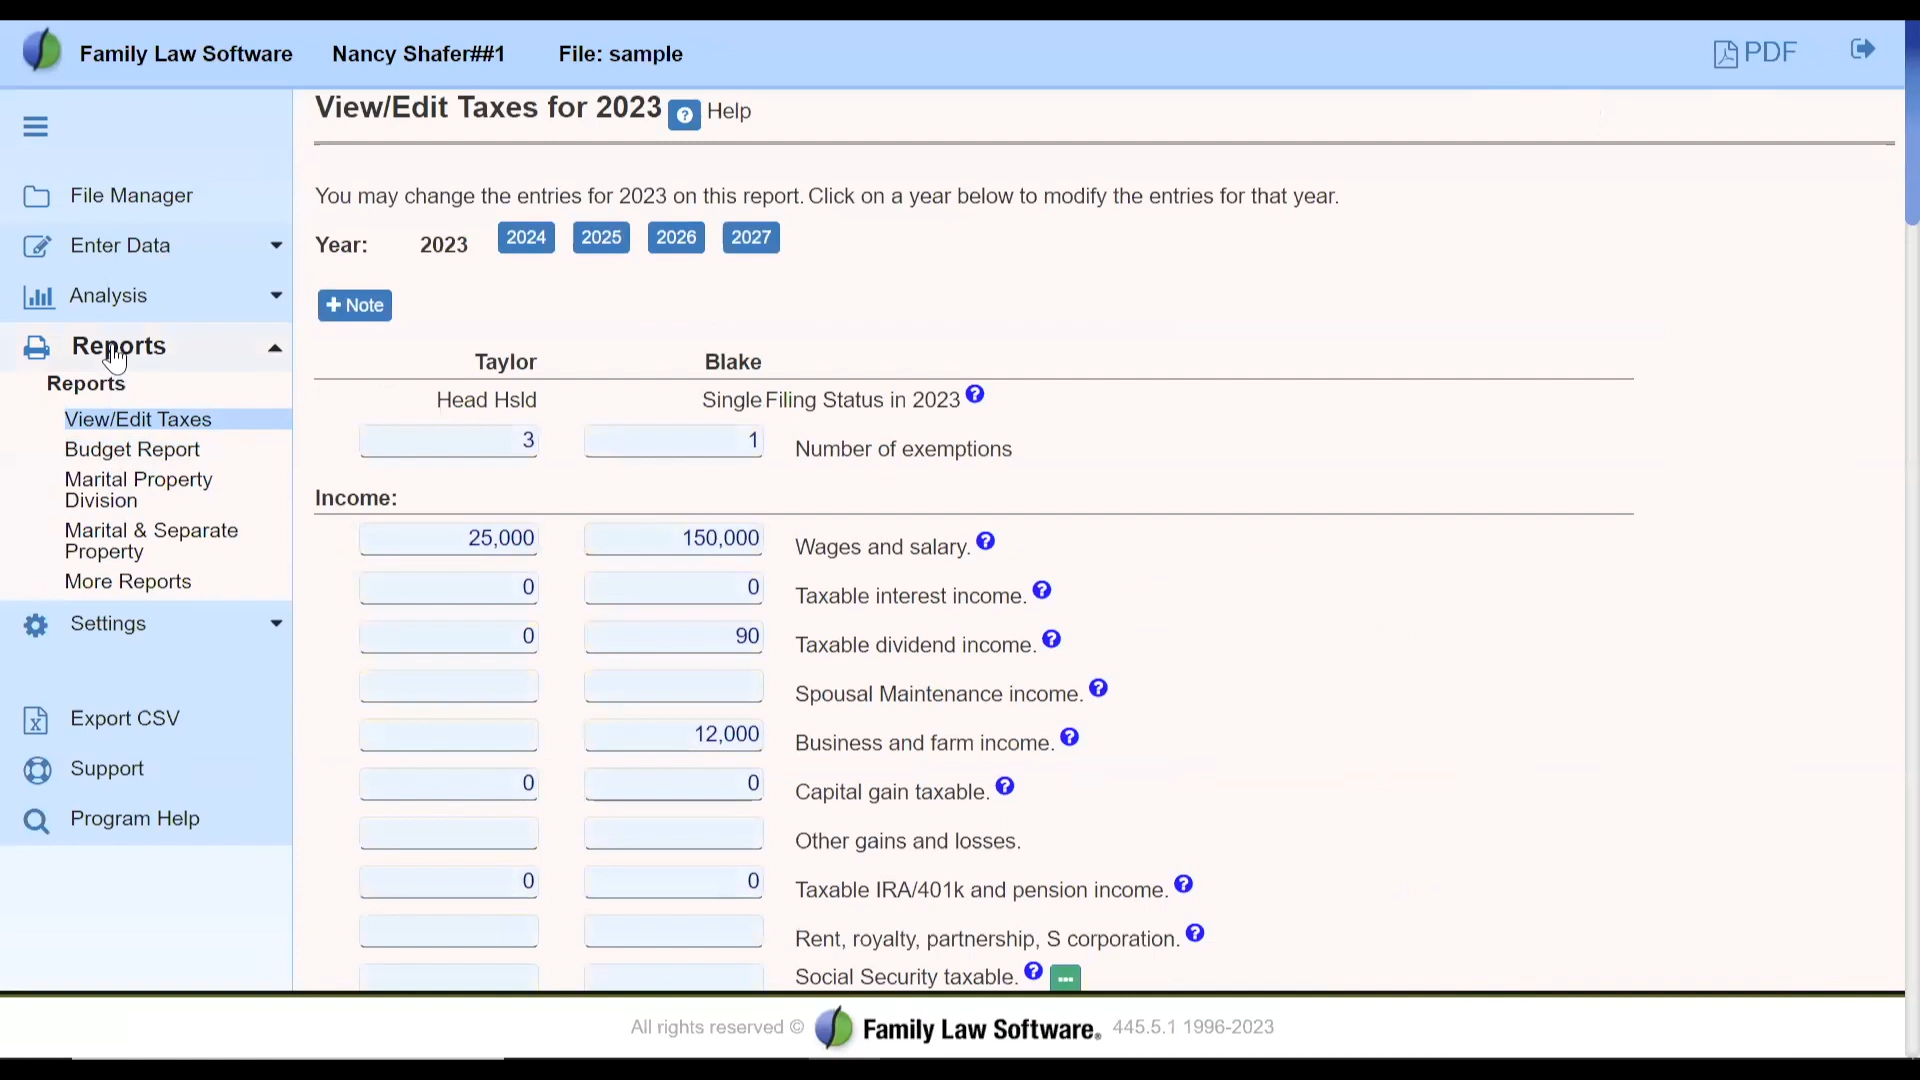 Family Law Software Nancy Shafer##1 File: sample PDF
View/Edit Taxes for 2023 ? Help
File Manager
Enter Data
Analysis
Reports
Reports
View/Edit Taxes
Budget Report
Marital Property
Division
Marital & Separate
Property
More Reports
Settings
Export CSV
Support
Program Help
You may change the entries for 2023 on this report. Click on a year below to modify the entries for that year.
Year: 2023 2024 2025 2026 2027
+ Note
Taylor Blake
Head Hsld Single Filing Status in 2023 ?
3 1 Number of exemptions
Income:
25,000 150,000 Wages and salary. ?
0 0 Taxable interest income. ?
0 90 Taxable dividend income. ?
Spousal Maintenance income. ?
12,000 Business and farm income. ?
0 0 Capital gain taxable. ?
Other gains and losses.
0 0 Taxable IRA/401k and pension income. ?
Rent, royalty, partnership, S corporation. ?
Social Security taxable. ? ...
All rights reserved © Family Law Software® 445.5.1 1996-2023